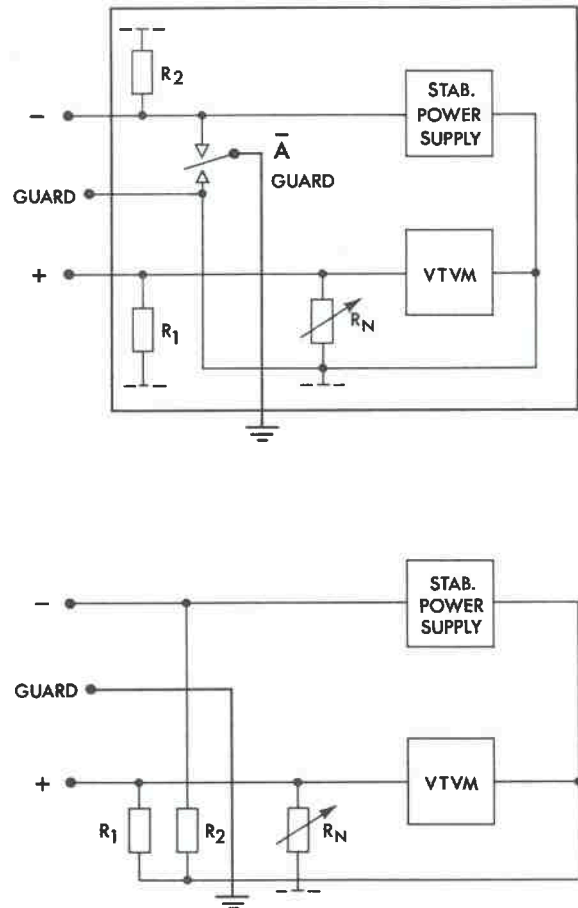 R2
STAB.
POWER
SUPPLY
−
A̅
GUARD
GUARD
+
VTVM
R1
RN
STAB.
POWER
SUPPLY
−
GUARD
+
VTVM
R1
R2
RN